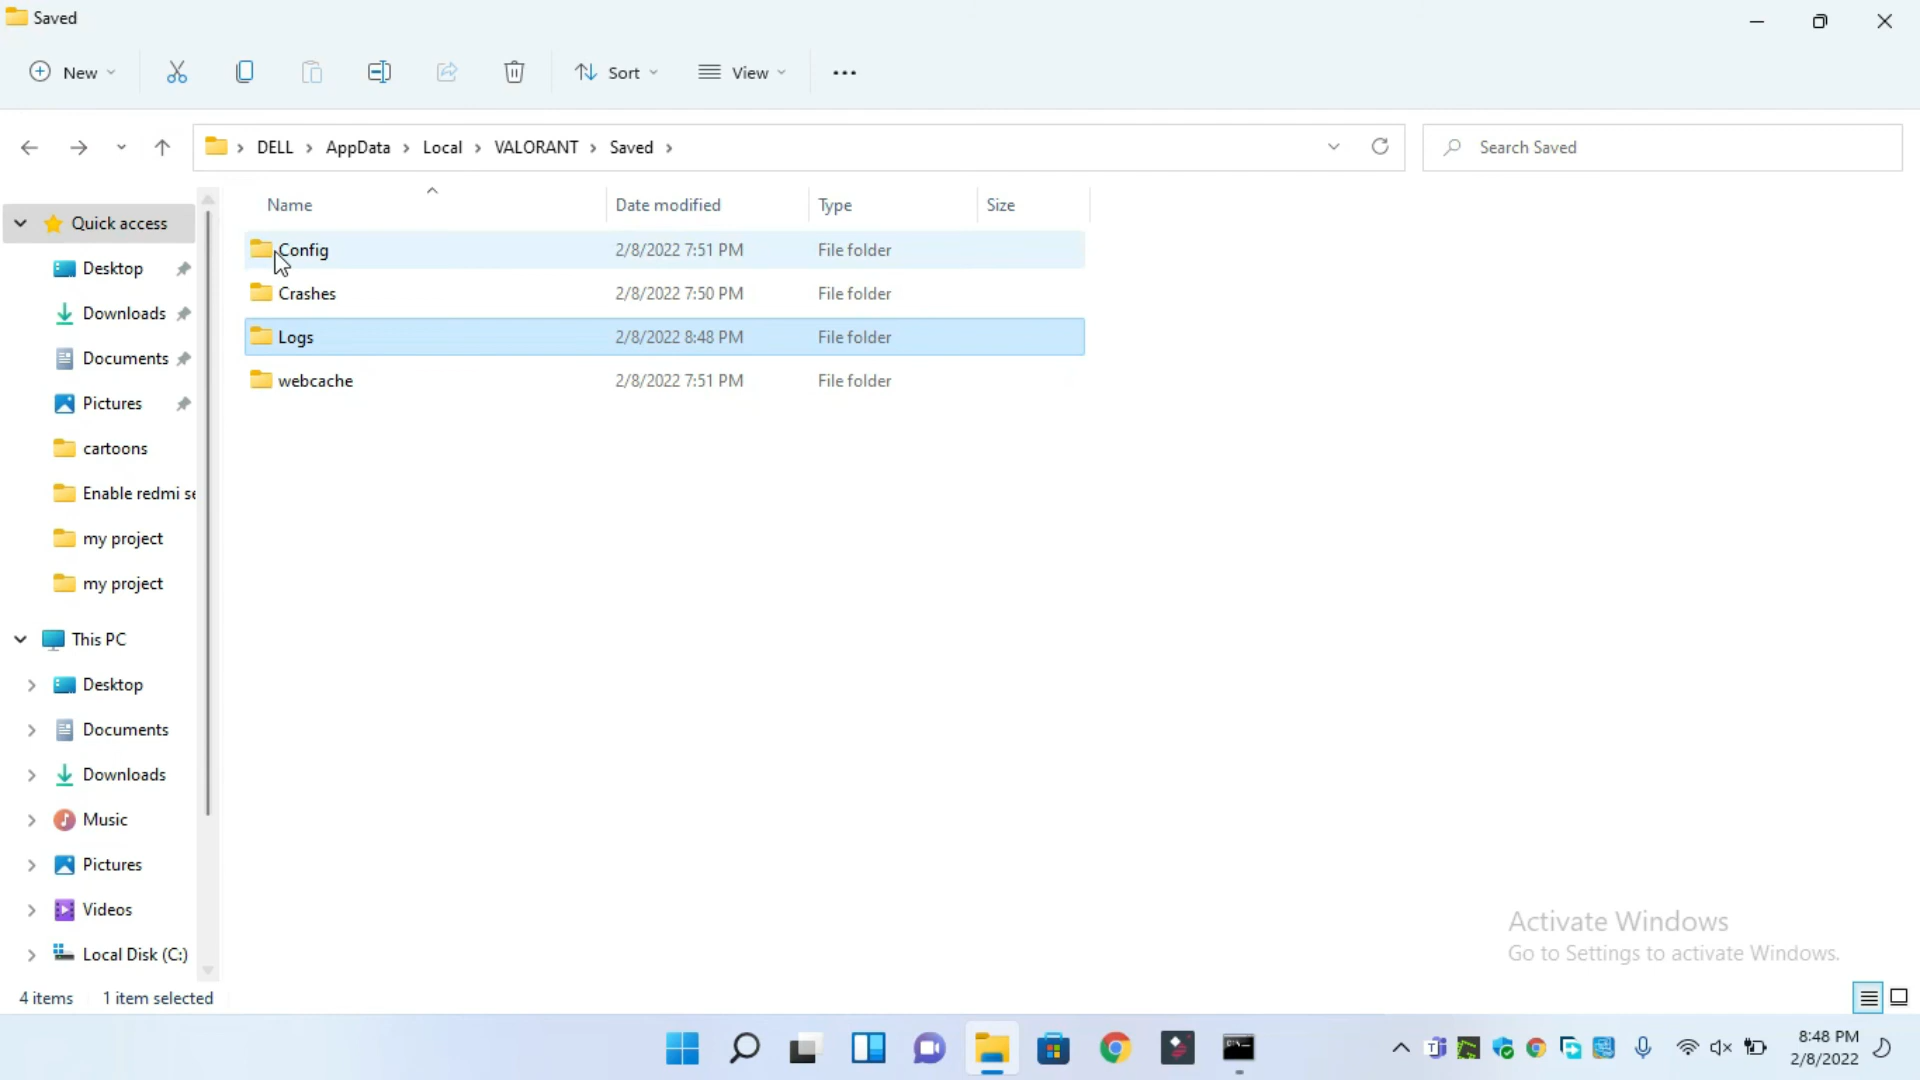 Saved
New
Sort
View
DELL > AppData > Local > VALORANT > Saved >
Search Saved
Name
Date modified
Type
Size
Quick access
Desktop
Downloads
Documents
Pictures
cartoons
Enable redmi se
my project
my project
This PC
Desktop
Documents
Downloads
Music
Pictures
Videos
Local Disk (C:)
Config 2/8/2022 7:51 PM File folder
Crashes 2/8/2022 7:50 PM File folder
Logs 2/8/2022 8:48 PM File folder
webcache 2/8/2022 7:51 PM File folder
Activate Windows
Go to Settings to activate Windows.
4 items 1 item selected
8:48 PM
2/8/2022